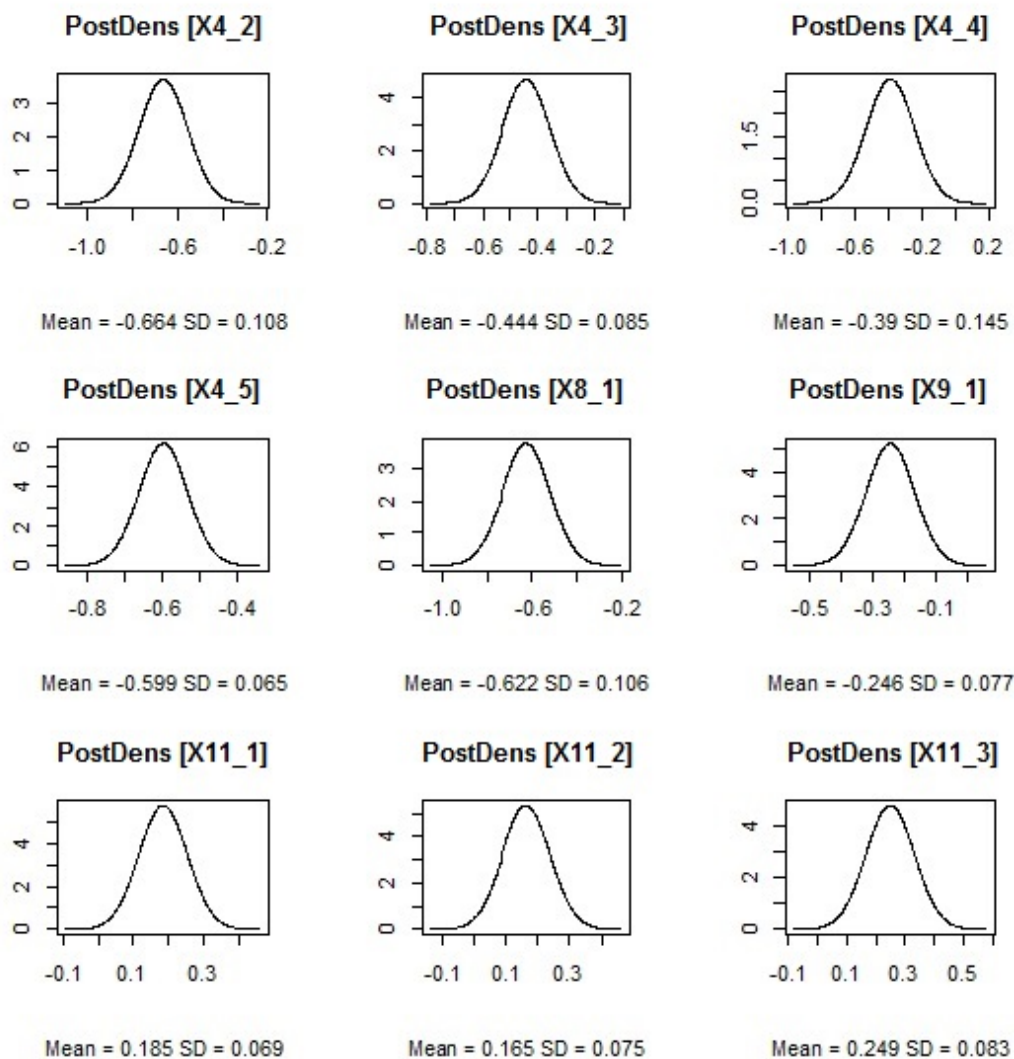 PostDens [X4_2] PostDens [X4_3] PostDens [X4_4]
3 4
2 1.5
1 2
0 0 0.0
-1.0 -0.6 -0.2 -0.8 -0.6 -0.4 -0.2 -1.0 -0.6 -0.2 0.2
Mean = -0.664 SD = 0.108 Mean = -0.444 SD = 0.085 Mean = -0.39 SD = 0.145
PostDens [X4_5] PostDens [X8_1] PostDens [X9_1]
6 3 4
4 2
2 1 2
0 0 0
-0.8 -0.6 -0.4 -1.0 -0.6 -0.2 -0.5 -0.3 -0.1
Mean = -0.599 SD = 0.065 Mean = -0.622 SD = 0.106 Mean = -0.246 SD = 0.077
PostDens [X11_1] PostDens [X11_2] PostDens [X11_3]
4 4 4
2 2 2
0 0 0
-0.1 0.1 0.3 -0.1 0.1 0.3 -0.1 0.1 0.3 0.5
Mean = 0.185 SD = 0.069 Mean = 0.165 SD = 0.075 Mean = 0.249 SD = 0.083